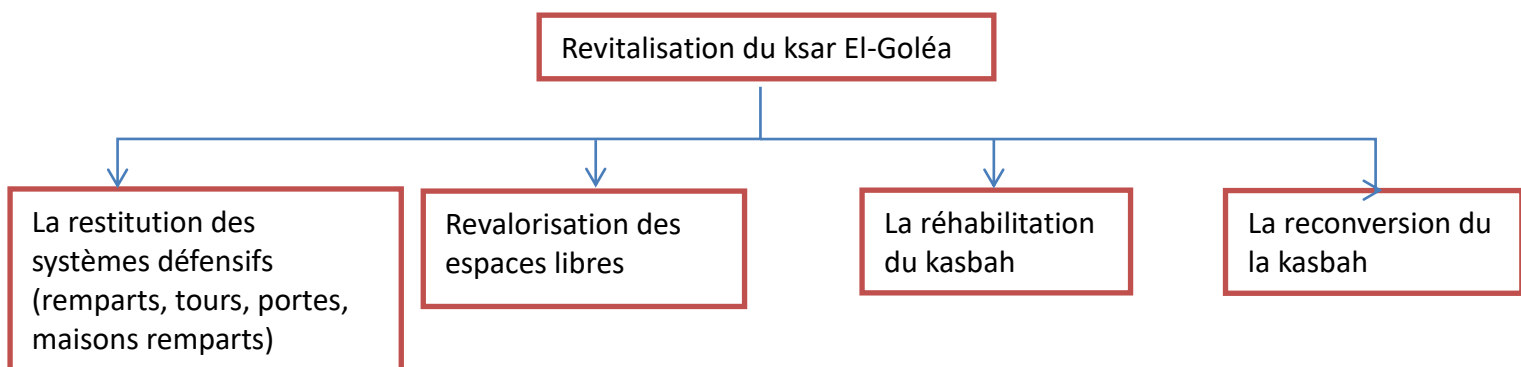 Revitalisation du ksar El-Goléa
La restitution des
systèmes défensifs
(remparts, tours, portes,
maisons remparts)
Revalorisation des
espaces libres
La réhabilitation
du kasbah
La reconversion du
la kasbah